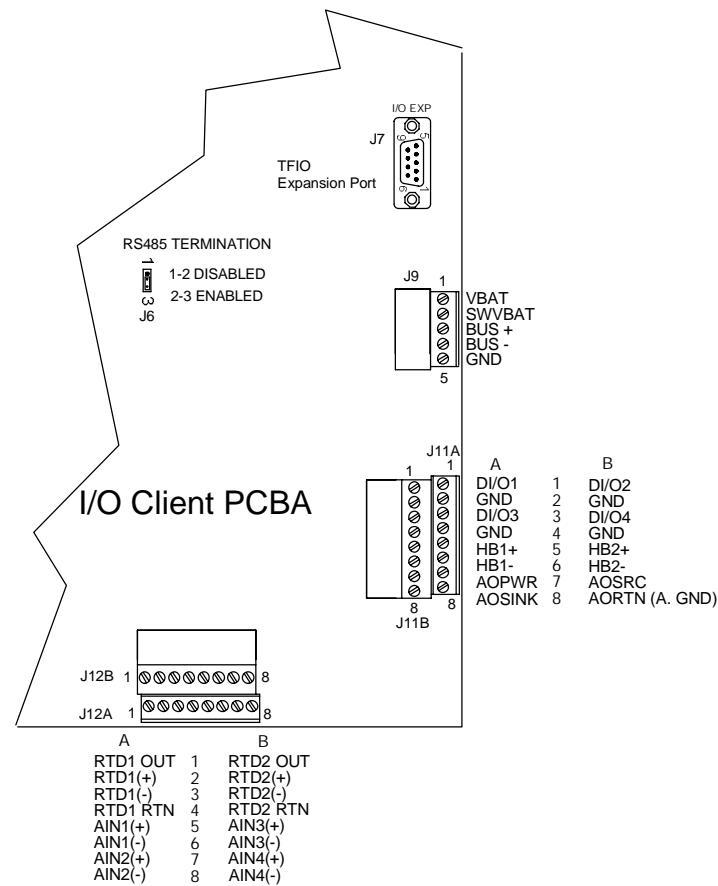 I/O EXP
J7
5
9
TFIO
Expansion Port
1
6
RS485 TERMINATION
1
1-2 DISABLED
2-3 ENABLED
3
J6
J9
1
VBAT
SWVBAT
BUS +
BUS -
GND
5
J11A
1
1
A B
DI/O1 1 DI/O2
GND 2 GND
DI/O3 3 DI/O4
GND 4 GND
HB1+ 5 HB2+
HB1- 6 HB2-
AOPWR 7 AOSRC
AOSINK 8 AORTN (A. GND)
8
8
J11B
I/O Client PCBA
J12B 1 8
J12A 1 8
A B
RTD1 OUT 1 RTD2 OUT
RTD1(+) 2 RTD2(+)
RTD1(-) 3 RTD2(-)
RTD1 RTN 4 RTD2 RTN
AIN1(+) 5 AIN3(+)
AIN1(-) 6 AIN3(-)
AIN2(+) 7 AIN4(+)
AIN2(-) 8 AIN4(-)